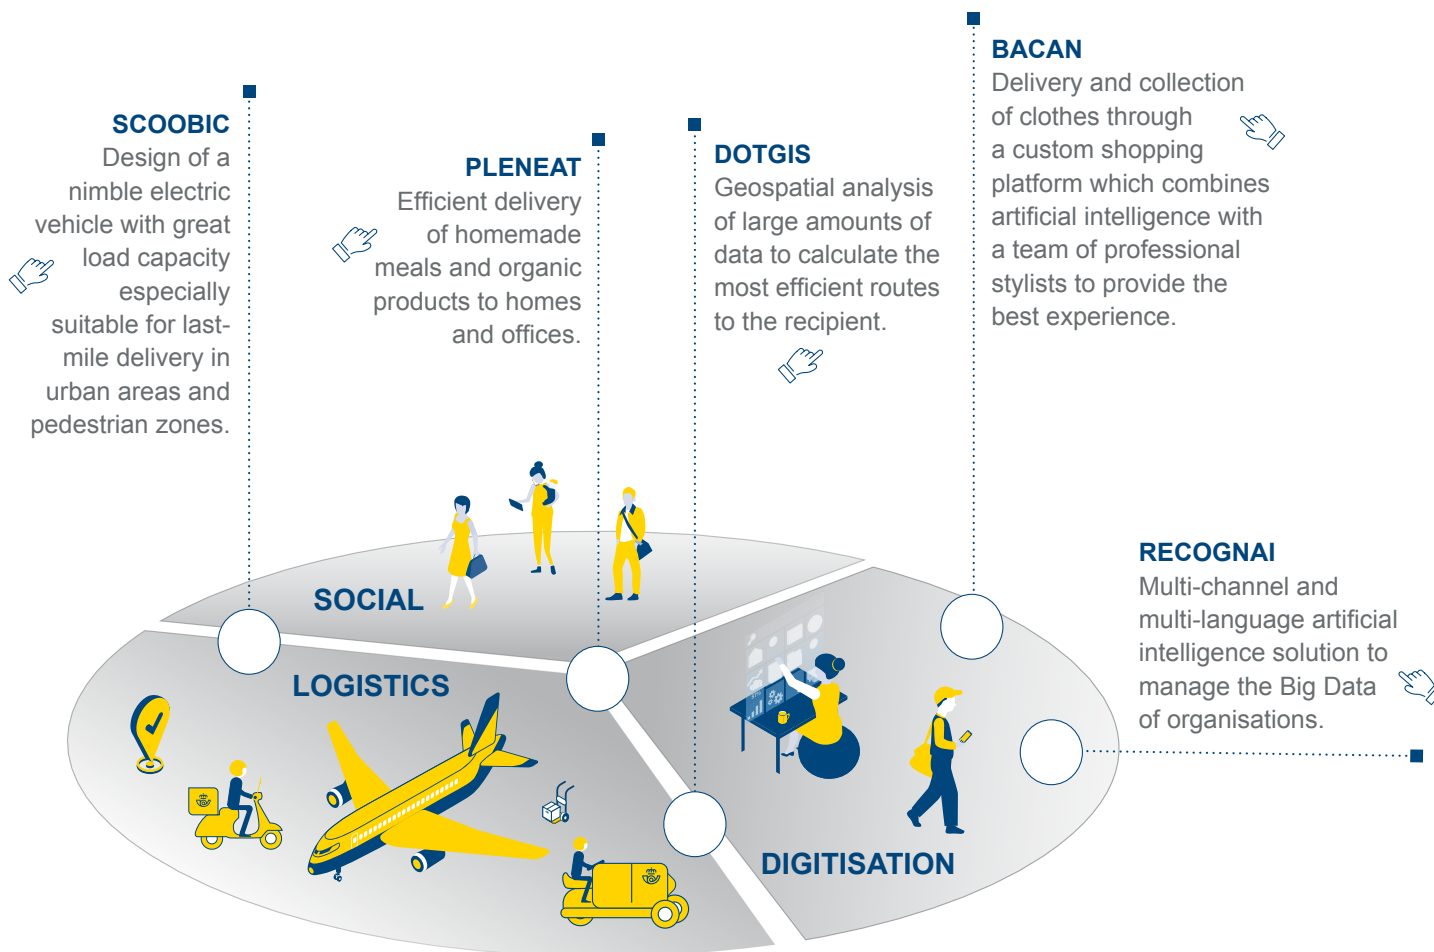 SCOOBIC
Design of a
nimble electric
vehicle with great
load capacity
especially
suitable for last-
mile delivery in
urban areas and
pedestrian zones.
PLENEAT
Efficient delivery
of homemade
meals and organic
products to homes
and offices.
DOTGIS
Geospatial analysis
of large amounts of
data to calculate the
most efficient routes
to the recipient.
BACAN
Delivery and collection
of clothes through
a custom shopping
platform which combines
artificial intelligence with
a team of professional
stylists to provide the
best experience.
RECOGNAI
Multi-channel and
multi-language artificial
intelligence solution to
manage the Big Data
of organisations.
SOCIAL
LOGISTICS
DIGITISATION